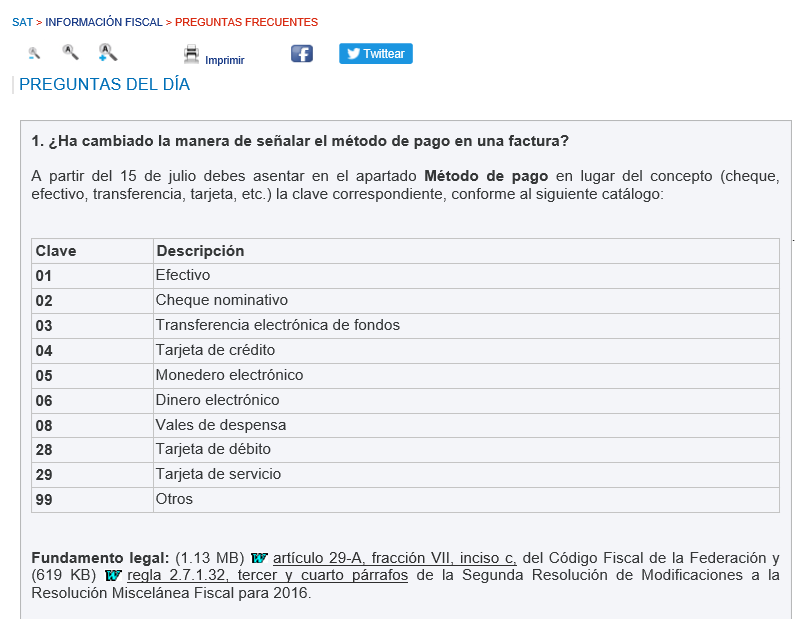 SAT > INFORMACIÓN FISCAL > PREGUNTAS FRECUENTES
Imprimir
Twittear
PREGUNTAS DEL DÍA
1. ¿Ha cambiado la manera de señalar el método de pago en una factura?
A partir del 15 de julio debes asentar en el apartado Método de pago en lugar del concepto (cheque,
efectivo, transferencia, tarjeta, etc.) la clave correspondiente, conforme al siguiente catálogo:
Clave Descripción
01 Efectivo
02 Cheque nominativo
03 Transferencia electrónica de fondos
04 Tarjeta de crédito
05 Monedero electrónico
06 Dinero electrónico
08 Vales de despensa
28 Tarjeta de débito
29 Tarjeta de servicio
99 Otros
Fundamento legal: (1.13 MB) artículo 29-A, fracción VII, inciso c, del Código Fiscal de la Federación y
(619 KB) regla 2.7.1.32, tercer y cuarto párrafos de la Segunda Resolución de Modificaciones a la
Resolución Miscelánea Fiscal para 2016.